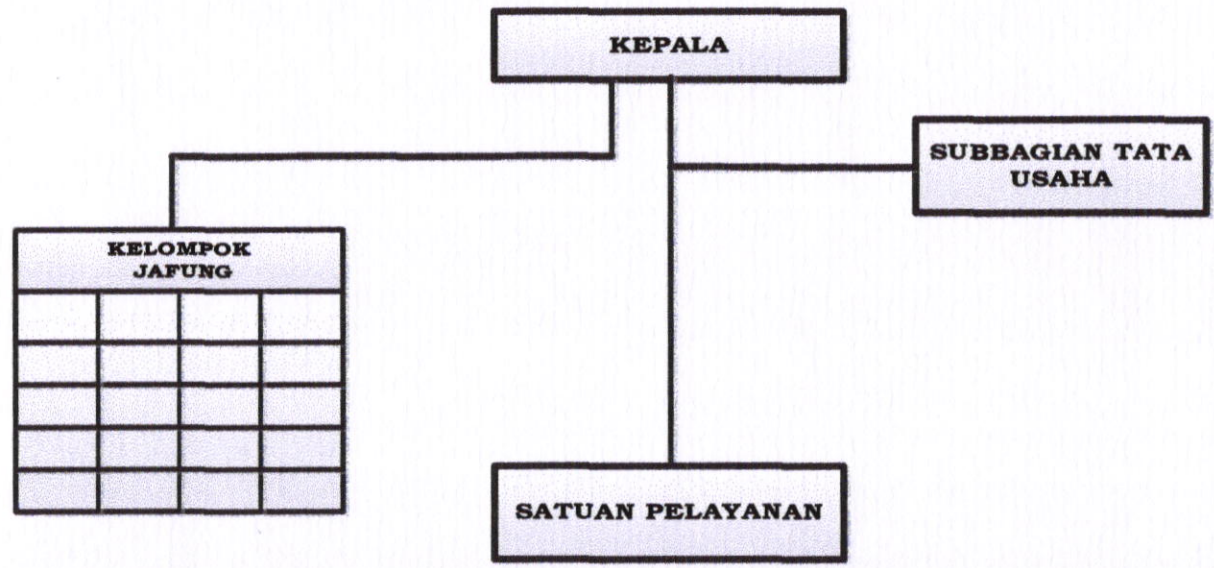 KEPALA
SUBBAGIAN TATA
USAHA
KELOMPOK
JAFUNG
SATUAN PELAYANAN